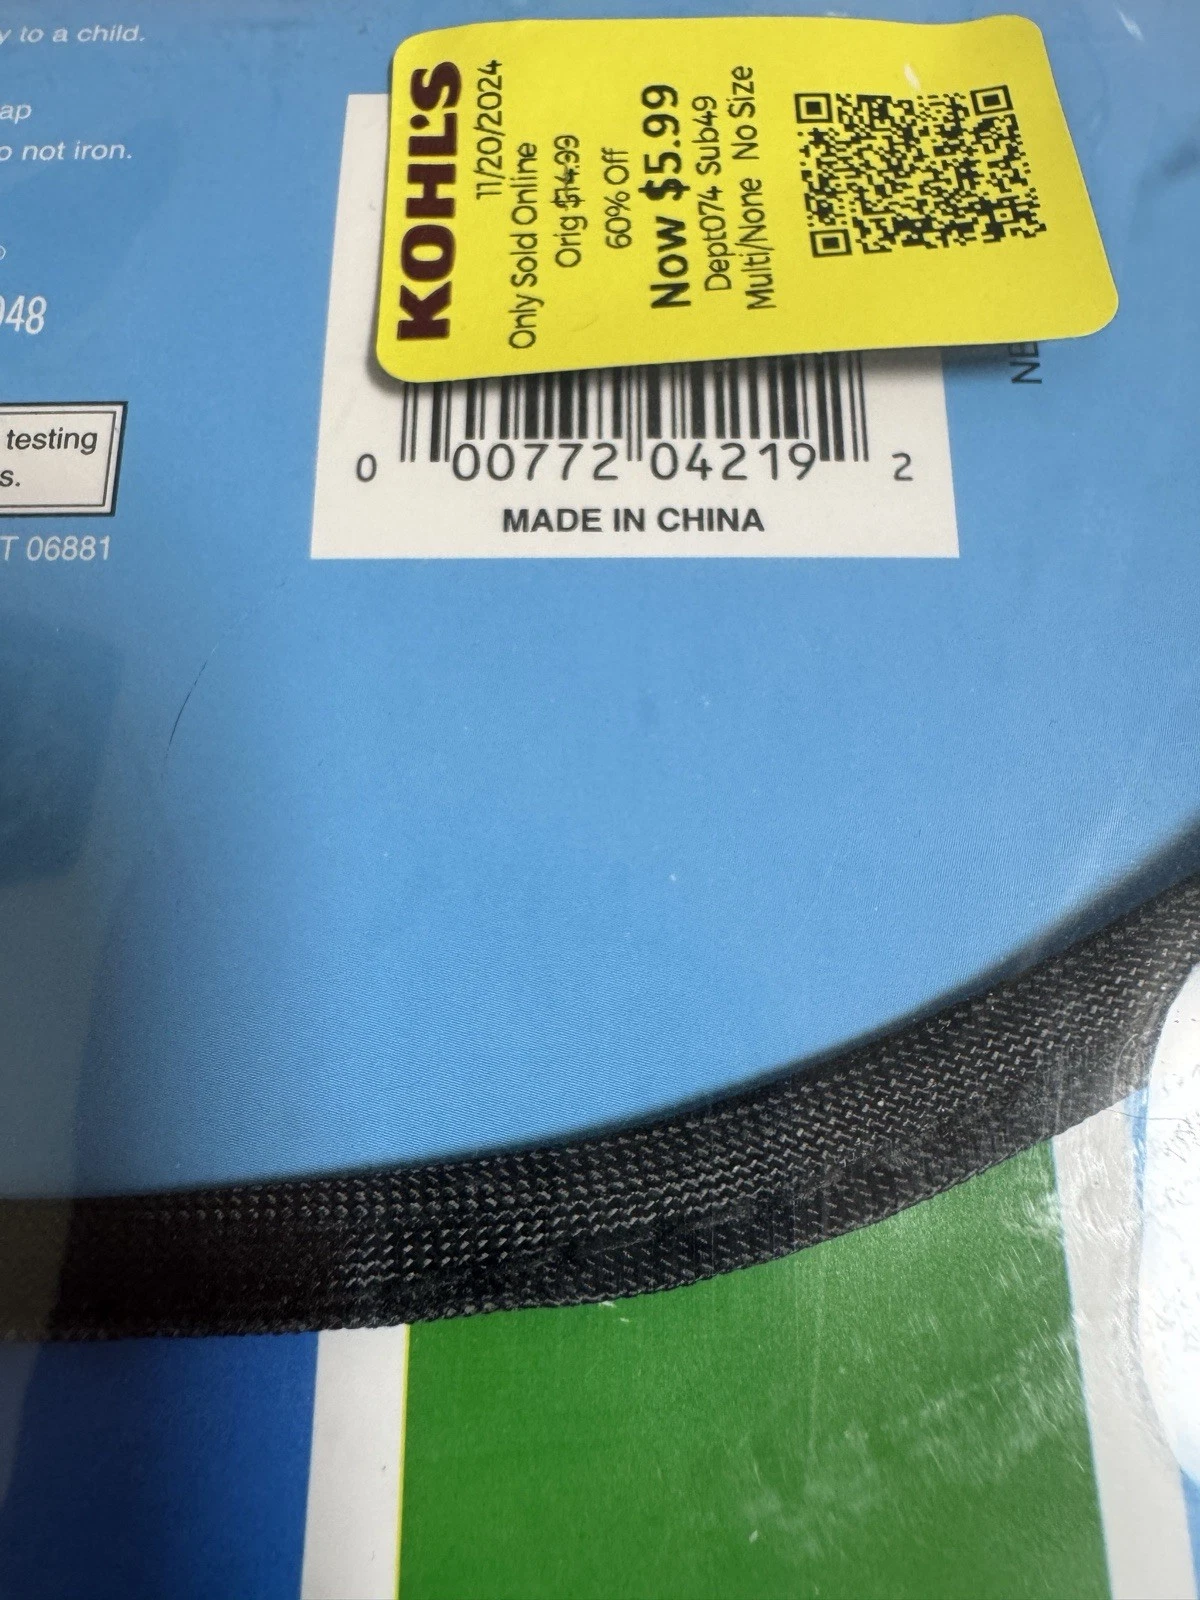 y to a child.
ap
o not iron.
948
testing
s.
T 06881
KOHL'S
11/20/2024
Only Sold Online
Orig $14.99
60% Off
Now $5.99
Dept074 Sub49
Multi/None No Size
NE
0 00772 04219 2
MADE IN CHINA